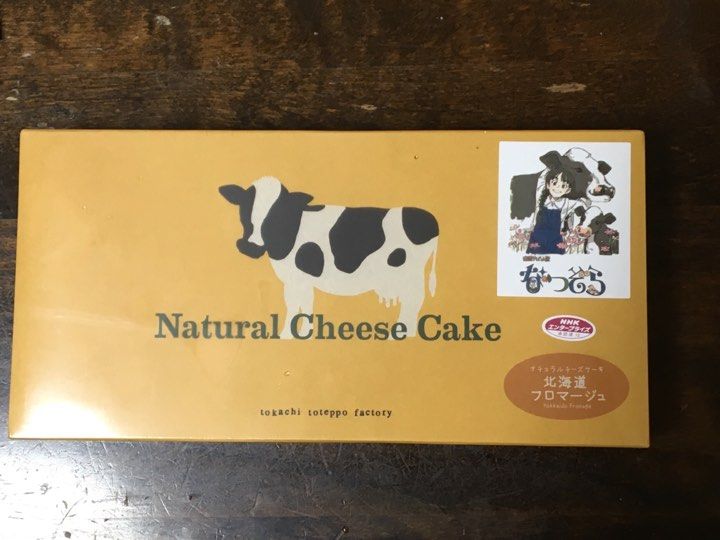 Natural Cheese Cake
tokachi toteppo factory
なつぞら
NHK
エンタープライズ
ナチュラルチーズケーキ
北海道
フロマージュ
Hokkaido Fromage